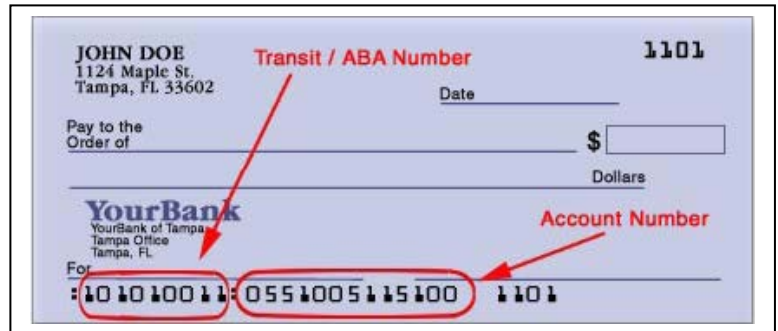 JOHN DOE
1124 Maple St.
Tampa, FL 33602
Transit / ABA Number
1101
Date
Pay to the
Order of
$
Dollars
YourBank
YourBank of Tampa
Tampa Office
Tampa, FL
Account Number
For
:101010011: 0551005115100 1101